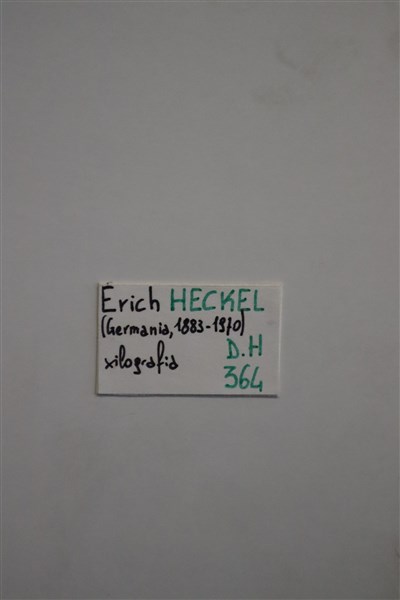 Erich HECKEL
(Germania, 1883-1970)
xilografia D.H
364